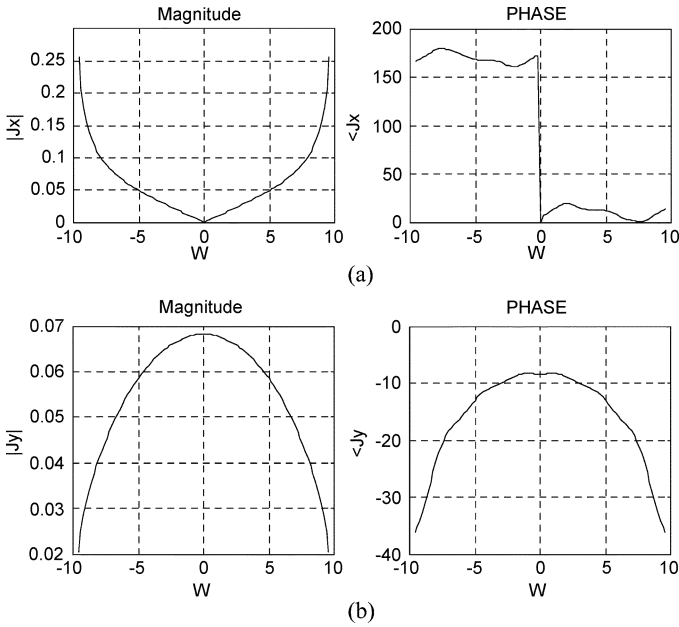 Magnitude
|Jx|
0.25
0.2
0.15
0.1
0.05
0
-10 -5 0 5 10
W
PHASE
<Jx
200
150
100
50
0
-10 -5 0 5 10
W
(a)
Magnitude
|Jy|
0.07
0.06
0.05
0.04
0.03
0.02
-10 -5 0 5 10
W
PHASE
<Jy
0
-10
-20
-30
-40
-10 -5 0 5 10
W
(b)